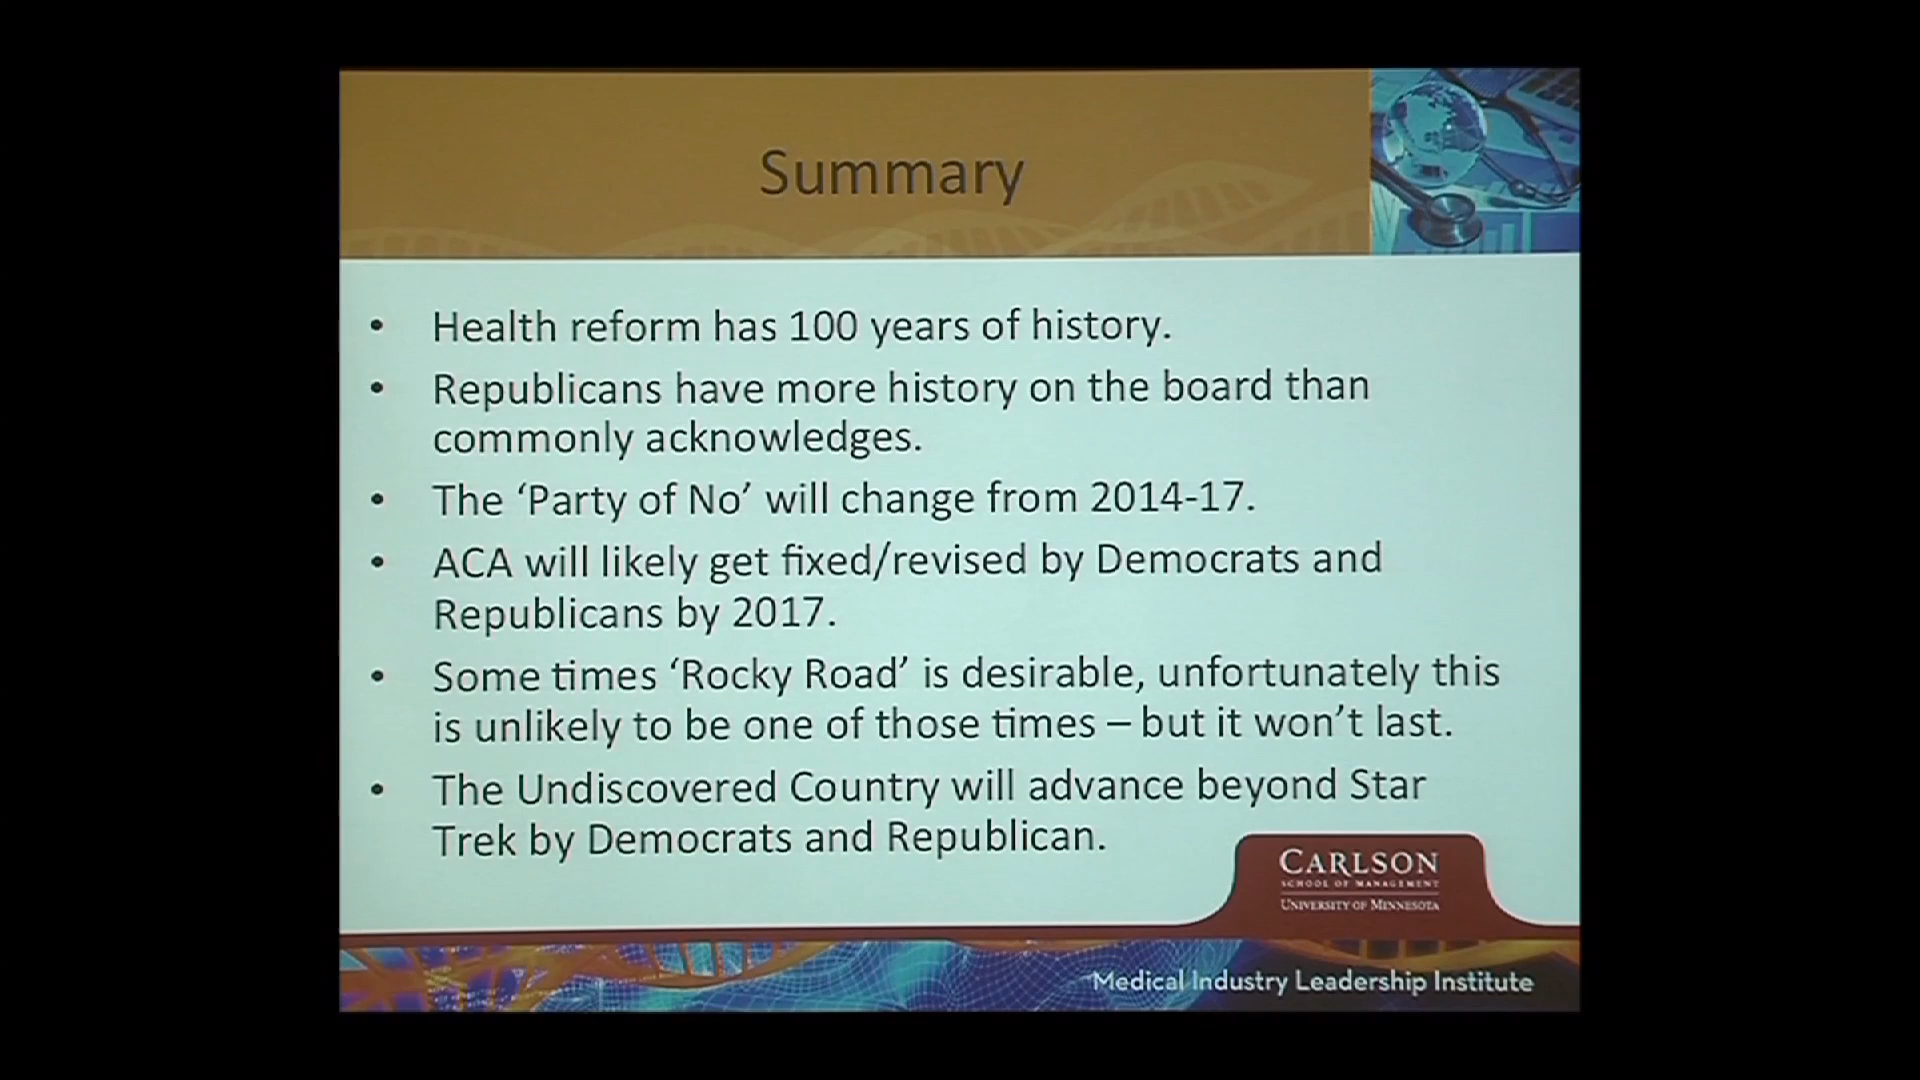 Summary
• Health reform has 100 years of history.
• Republicans have more history on the board than
commonly acknowledges.
• The ‘Party of No’ will change from 2014-17.
• ACA will likely get fixed/revised by Democrats and
Republicans by 2017.
• Some times ‘Rocky Road’ is desirable, unfortunately this
is unlikely to be one of those times – but it won’t last.
• The Undiscovered Country will advance beyond Star
Trek by Democrats and Republican.
CARLSON
SCHOOL OF MANAGEMENT
UNIVERSITY OF MINNESOTA
Medical Industry Leadership Institute